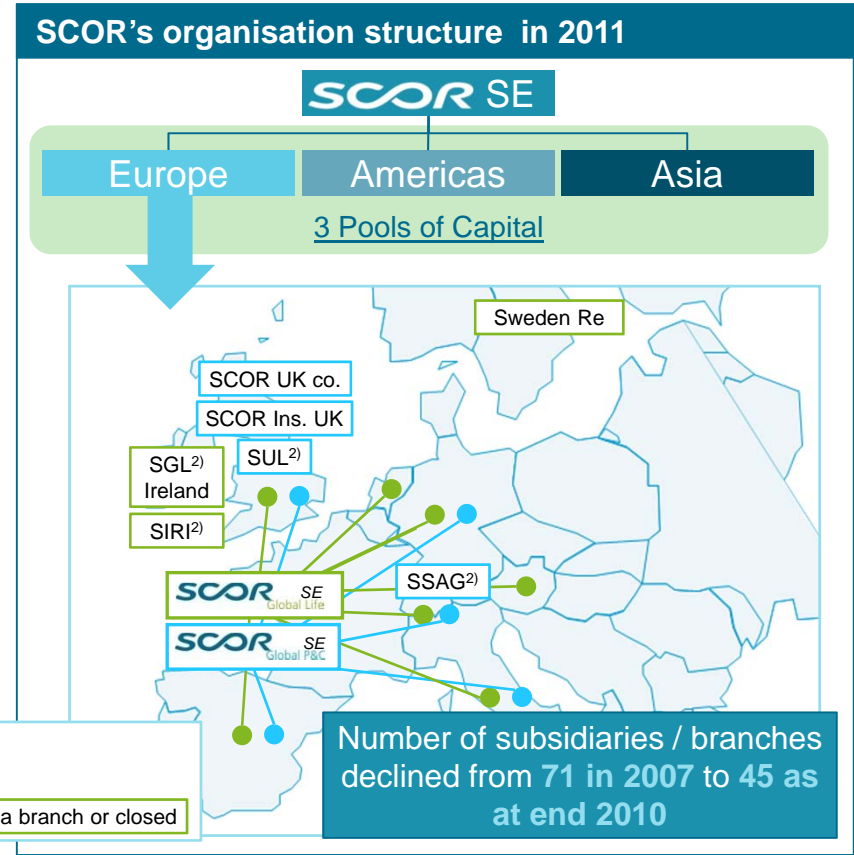 SCOR's organisation structure in 2011
SCOR SE
Europe
Americas
Asia
3 Pools of Capital
Sweden Re
SCOR UK co.
SCOR Ins. UK
SUL2)
SGL2)
Ireland
SIRI2)
SCOR SE
Global Life
SSAG2)
SCOR SE
Global P&C
Number of subsidiaries / branches
declined from 71 in 2007 to 45 as
at end 2010
a branch or closed